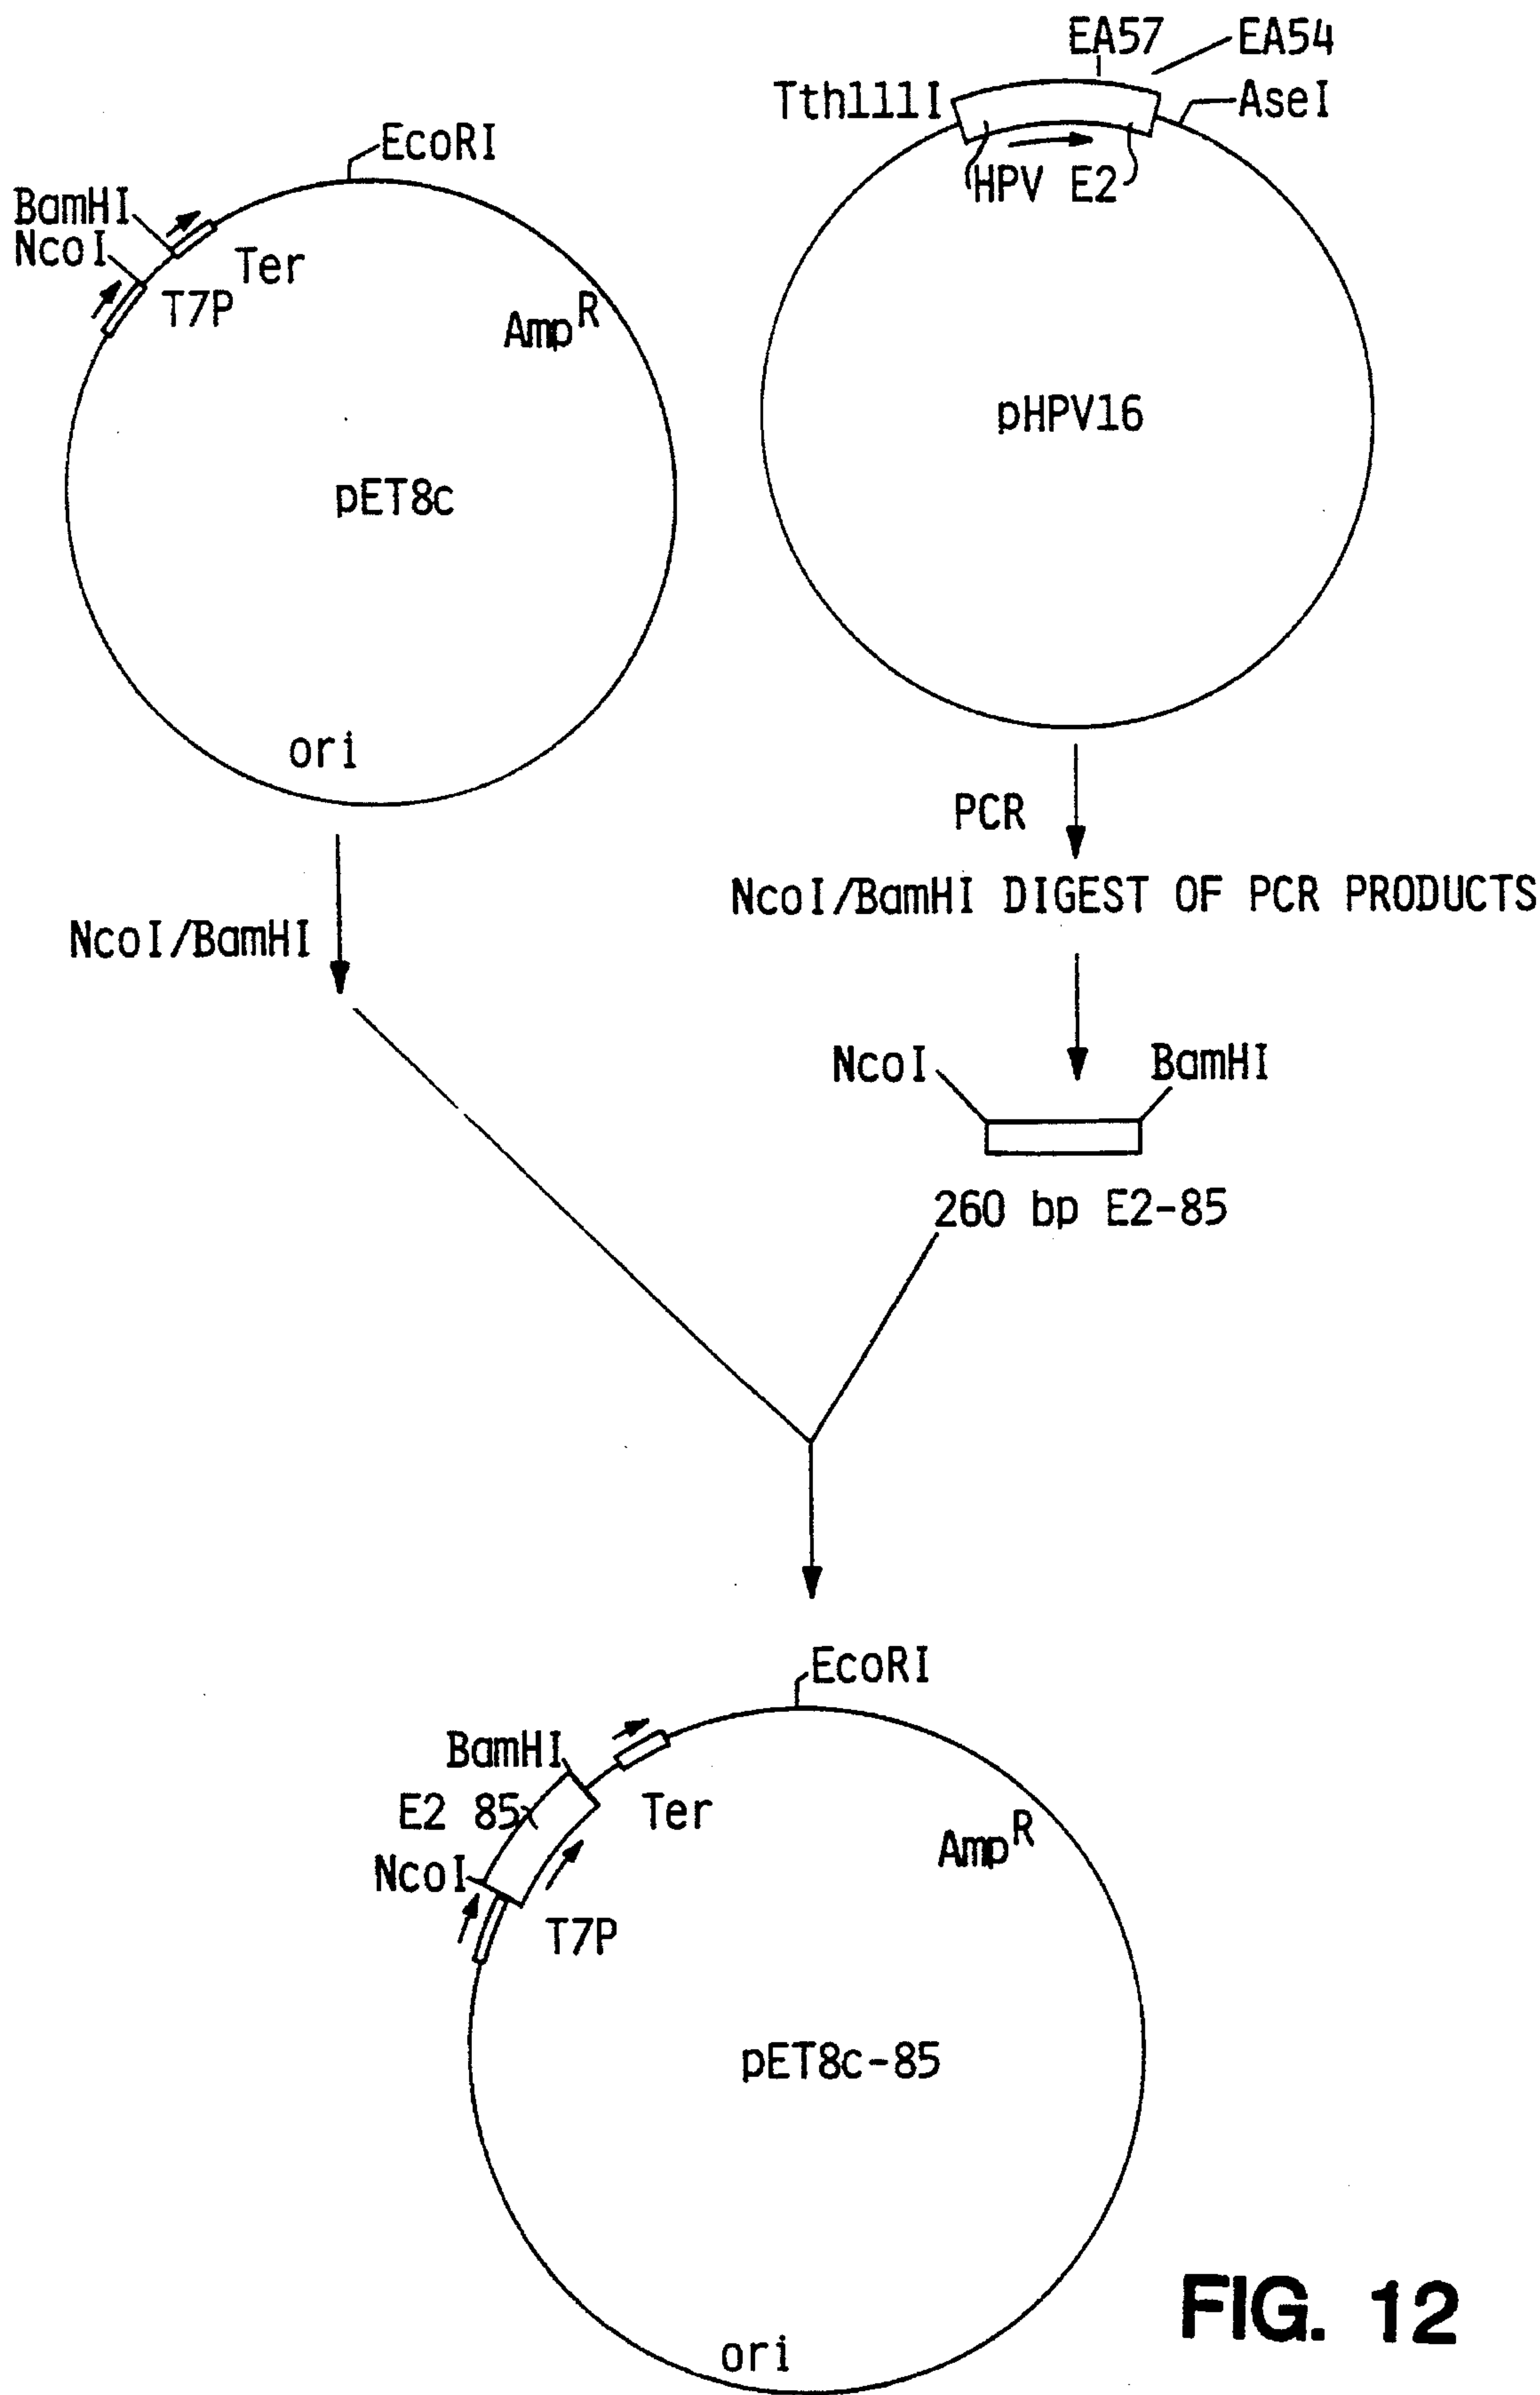 EA57
EA54
Tth111I
AseI
HPV E2
EcoRI
BamHI
NcoI
Ter
T7P
Amp^R
pHPV16
pET8c
ori
PCR
NcoI/BamHI DIGEST OF PCR PRODUCTS
NcoI/BamHI
NcoI
BamHI
260 bp E2-85
EcoRI
BamHI
E2 85
Ter
NcoI
Amp^R
T7P
pET8c-85
ori
FIG. 12